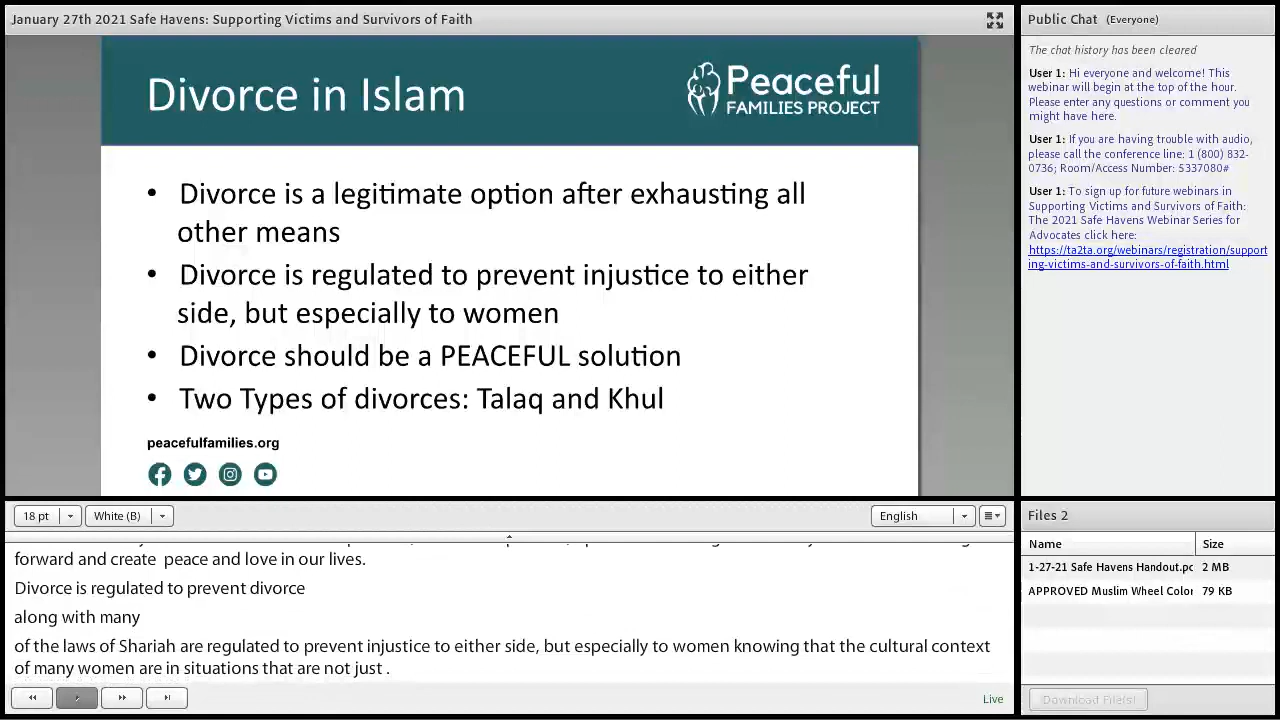 January 27th 2021 Safe Havens: Supporting Victims and Survivors of Faith
Divorce in Islam
Peaceful
FAMILIES PROJECT
• Divorce is a legitimate option after exhausting all
other means
• Divorce is regulated to prevent injustice to either
side, but especially to women
• Divorce should be a PEACEFUL solution
• Two Types of divorces: Talaq and Khul
peacefulfamilies.org
18 pt
White (B)
English
forward and create peace and love in our lives.
Divorce is regulated to prevent divorce
along with many
of the laws of Shariah are regulated to prevent injustice to either side, but especially to women knowing that the cultural context
of many women are in situations that are not just .
Live
Public Chat (Everyone)
The chat history has been cleared
User 1: Hi everyone and welcome! This
webinar will begin at the top of the hour.
Please enter any questions or comment you
might have here.
User 1: If you are having trouble with audio,
please call the conference line: 1 (800) 832-
0736; Room/Access Number: 5337080#
User 1: To sign up for future webinars in
Supporting Victims and Survivors of Faith:
The 2021 Safe Havens Webinar Series for
Advocates click here:
https://ta2ta.org/webinars/registration/support
ing-victims-and-survivors-of-faith.html
Files 2
Name Size
1-27-21 Safe Havens Handout.pc 2 MB
APPROVED Muslim Wheel Color 79 KB
Download File(s)